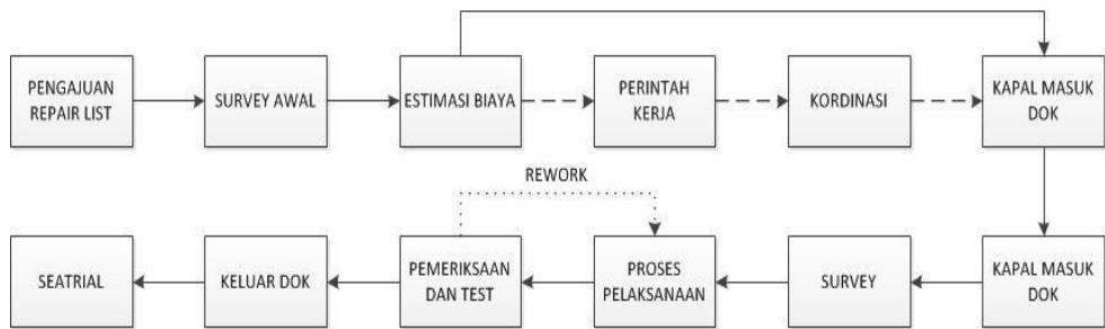 PENGAJUAN
REPAIR LIST
SURVEY AWAL
ESTIMASI BIAYA
PERINTAH
KERJA
KORDINASI
KAPAL MASUK
DOK
REWORK
SEATRIAL
KELUAR DOK
PEMERIKSAAN
DAN TEST
PROSES
PELAKSANAAN
SURVEY
KAPAL MASUK
DOK